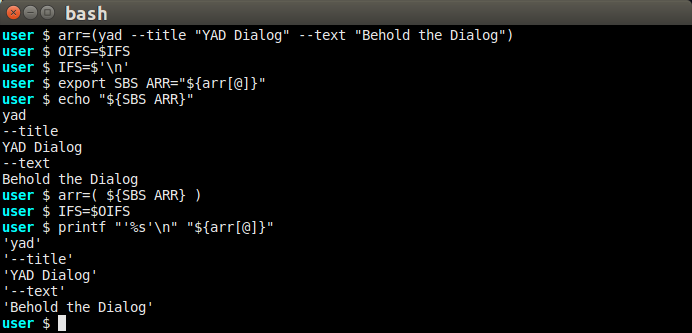 bash
user $ arr=(yad --title "YAD Dialog" --text "Behold the Dialog")
user $ OIFS=$IFS
user $ IFS=$'\n'
user $ export SBS ARR="${arr[@]}"
user $ echo "${SBS ARR}"
yad
--title
YAD Dialog
--text
Behold the Dialog
user $ arr=( ${SBS ARR} )
user $ IFS=$OIFS
user $ printf "'%s'\n" "${arr[@]}"
'yad'
'--title'
'YAD Dialog'
'--text'
'Behold the Dialog'
user $